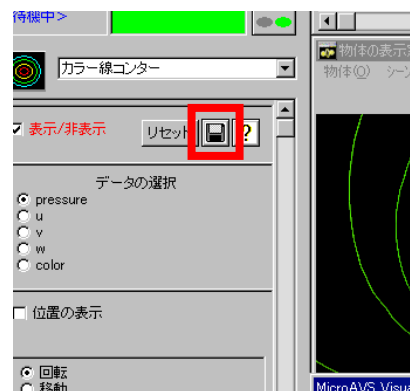 待機中>
カラー線コンター
表示/非表示
リセット
?
データの選択
pressure
u
v
w
color
位置の表示
回転
移動
物体の表示
物体(O) シーン
MicroAVS Visua